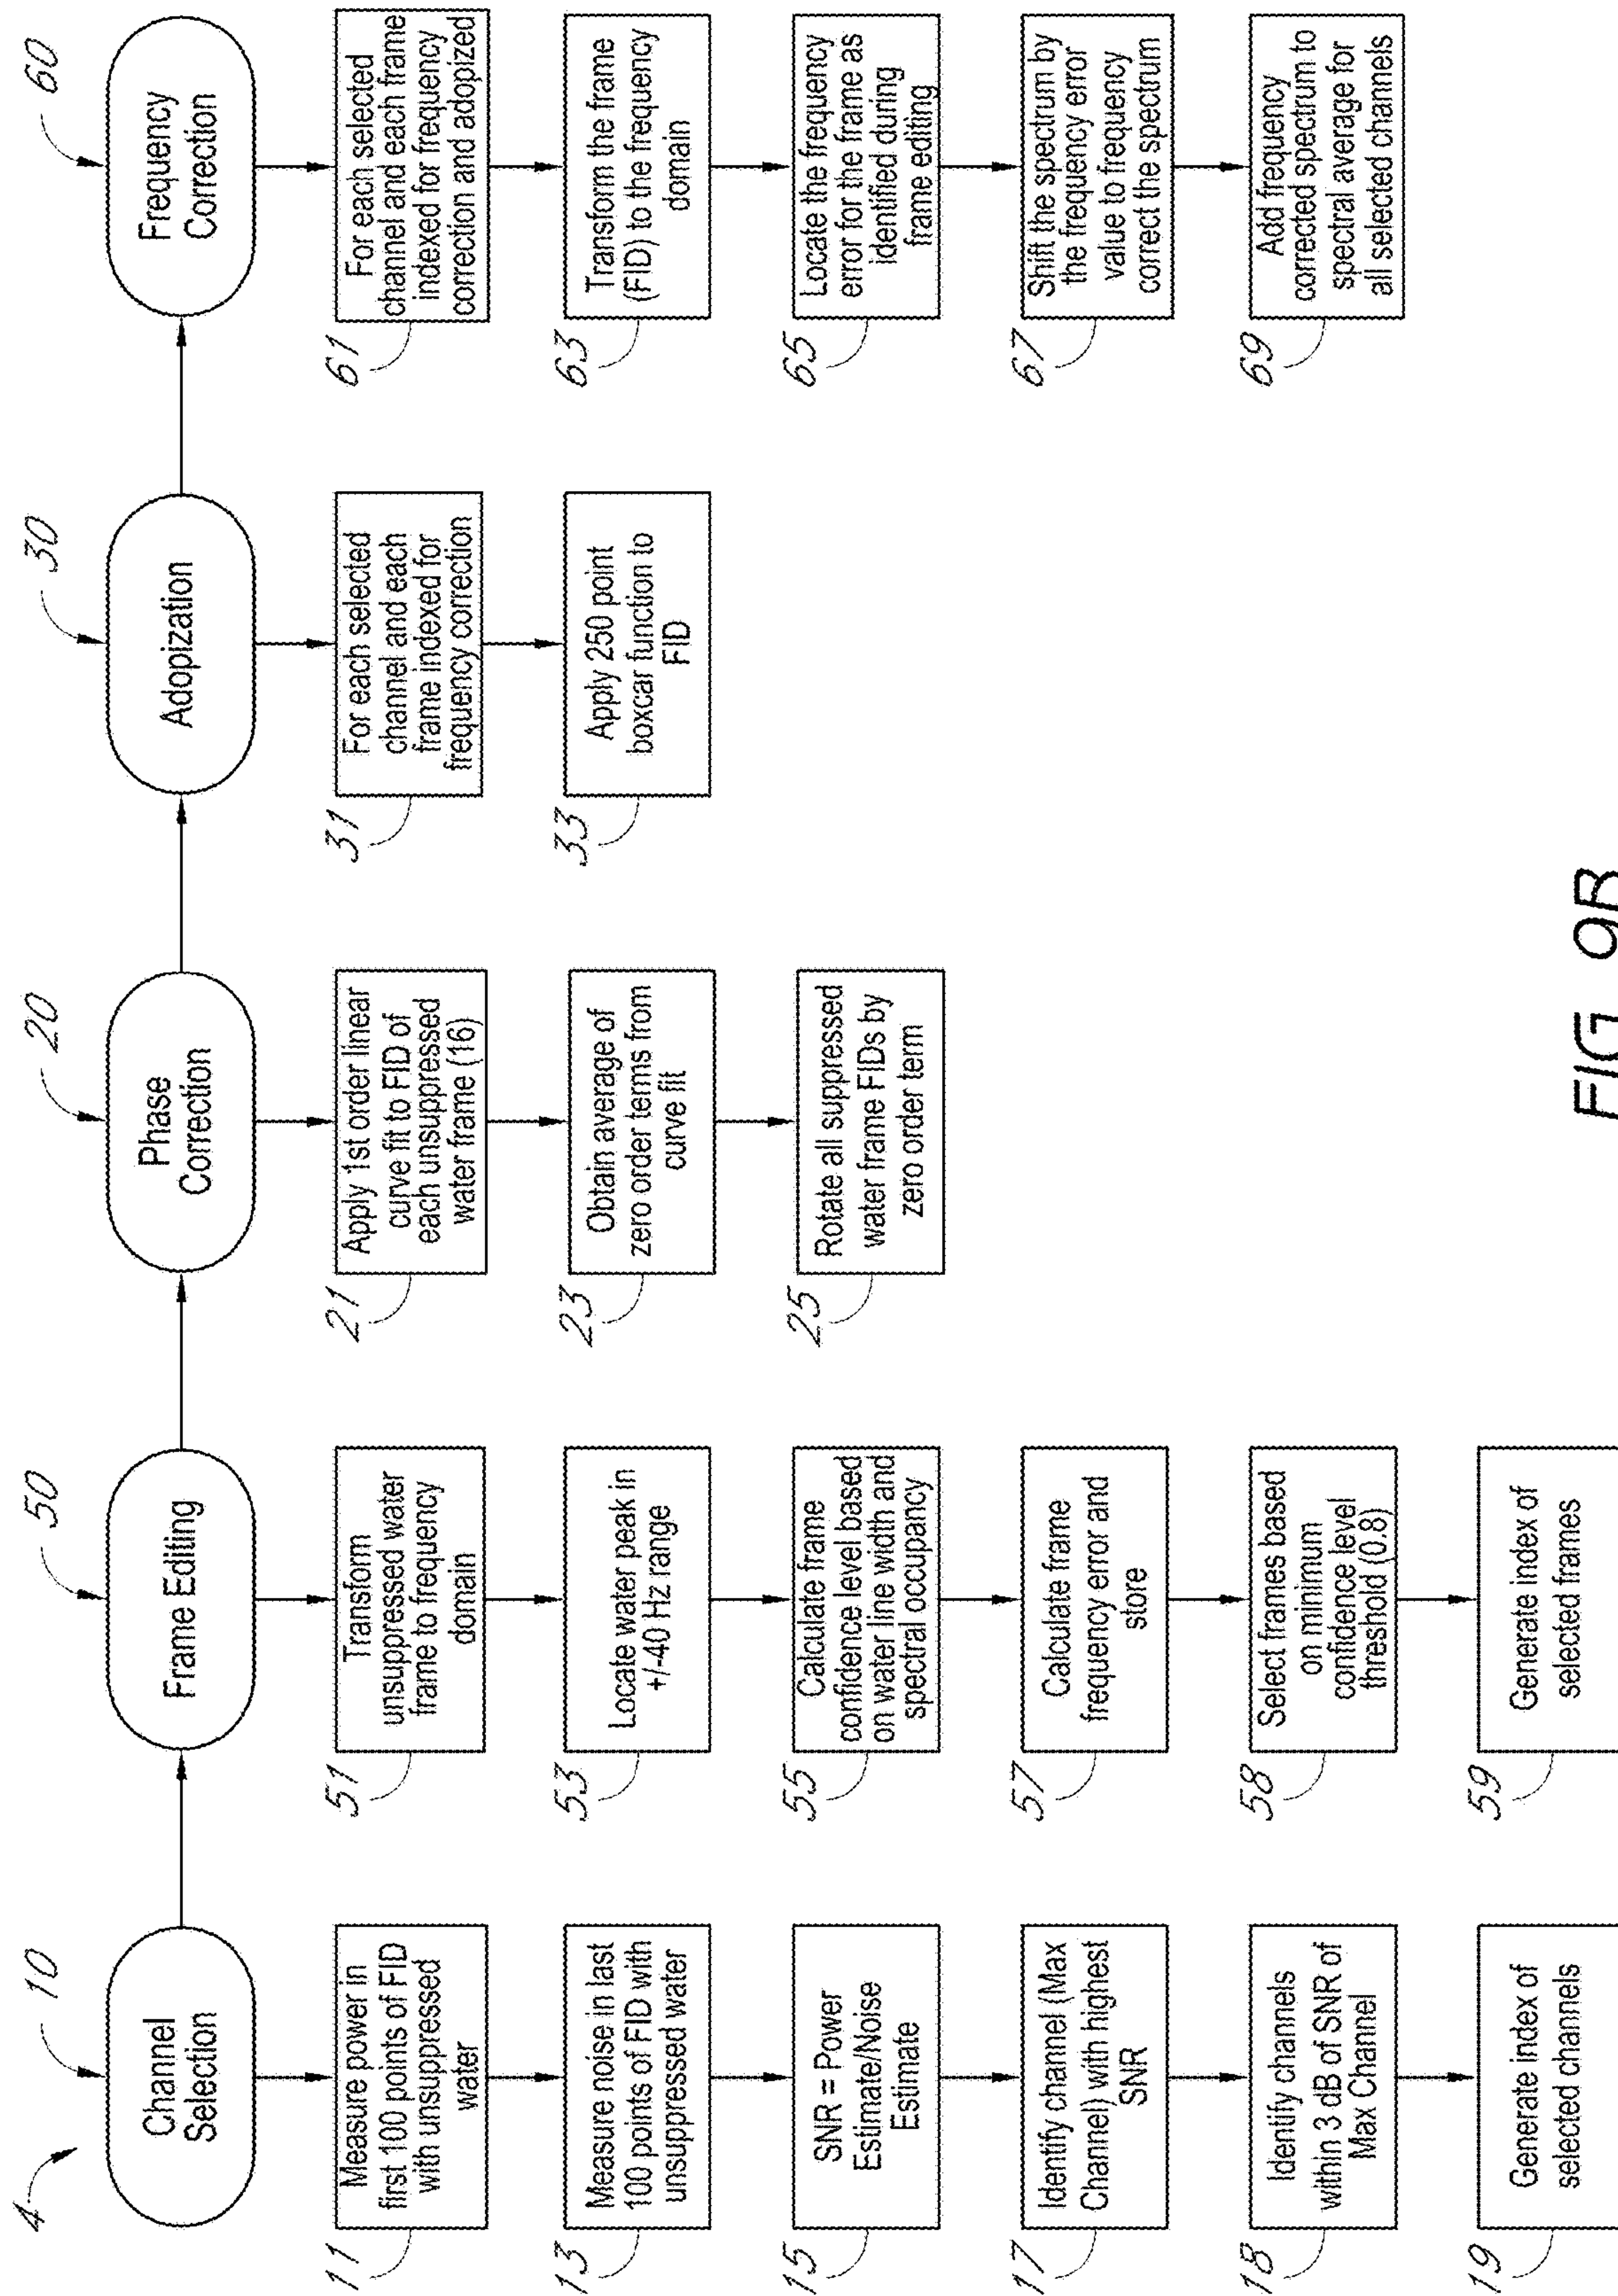 4
10
Channel
Selection
11
Measure power in
first 100 points of FID
with unsuppressed
water
13
Measure noise in last
100 points of FID with
unsuppressed water
15
SNR = Power
Estimate/Noise
Estimate
17
Identify channel (Max
Channel) with highest
SNR
18
Identify channels
within 3 dB of SNR of
Max Channel
19
Generate index of
selected channels
50
Frame Editing
51
Transform
unsuppressed water
frame to frequency
domain
53
Locate water peak in
+/-40 Hz range
55
Calculate frame
confidence level based
on water line width and
spectral occupancy
57
Calculate frame
frequency error and
store
58
Select frames based
on minimum
confidence level
threshold (0.8)
59
Generate index of
selected frames
20
Phase
Correction
21
Apply 1st order linear
curve fit to FID of
each unsuppressed
water frame (16)
23
Obtain average of
zero order terms from
curve fit
25
Rotate all suppressed
water frame FIDs by
zero order term
30
Adopization
31
For each selected
channel and each
frame indexed for
frequency correction
33
Apply 250 point
boxcar function to
FID
60
Frequency
Correction
61
For each selected
channel and each frame
indexed for frequency
correction and adopized
63
Transform the frame
(FID) to the frequency
domain
65
Locate the frequency
error for the frame as
identified during
frame editing
67
Shift the spectrum by
the frequency error
value to frequency
correct the spectrum
69
Add frequency
corrected spectrum to
spectral average for
all selected channels
FIG. 9B